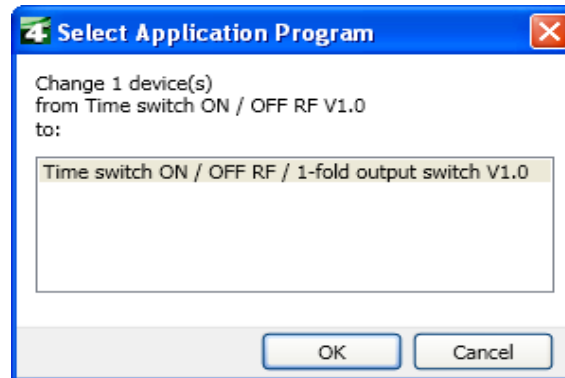 4 Select Application Program
Change 1 device(s)
from Time switch ON / OFF RF V1.0
to:
Time switch ON / OFF RF / 1-fold output switch V1.0
OK
Cancel